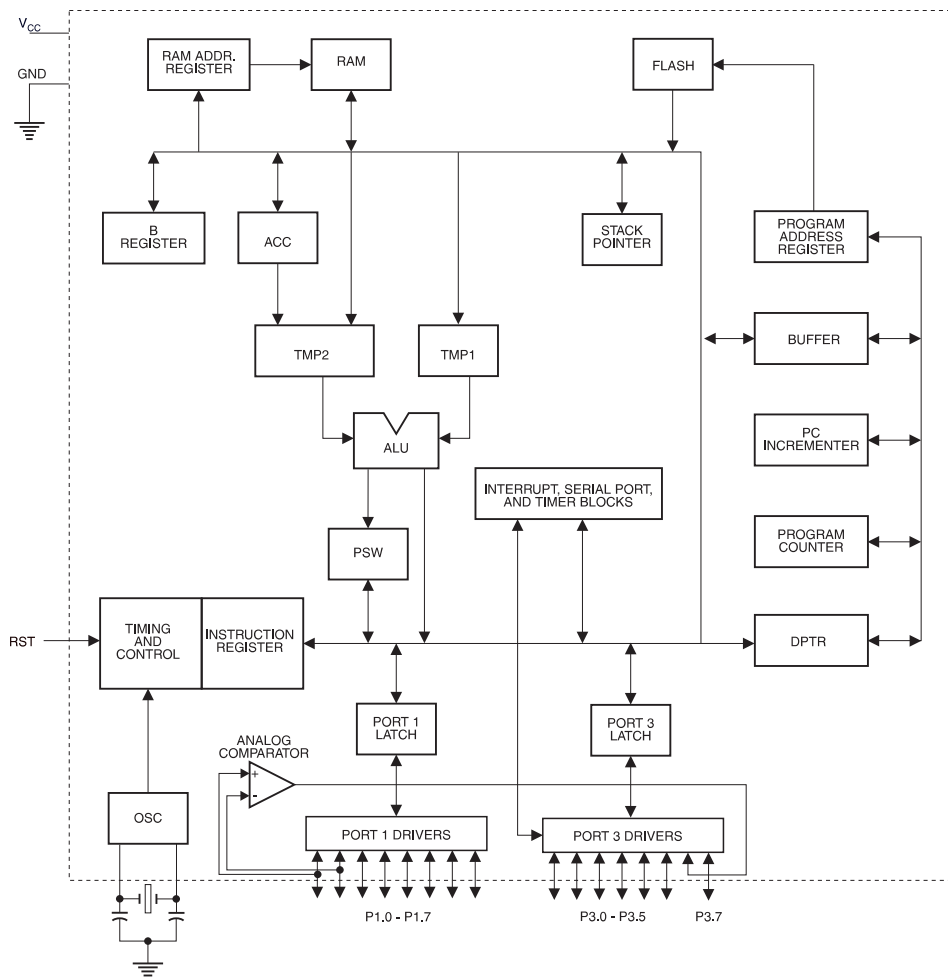 VCC
GND
RAM ADDR.
REGISTER
RAM
FLASH
B
REGISTER
ACC
STACK
POINTER
PROGRAM
ADDRESS
REGISTER
TMP2
TMP1
BUFFER
ALU
PC
INCREMENTER
INTERRUPT, SERIAL PORT,
AND TIMER BLOCKS
PSW
PROGRAM
COUNTER
RST
TIMING
AND
CONTROL
INSTRUCTION
REGISTER
DPTR
PORT 1
LATCH
PORT 3
LATCH
ANALOG
COMPARATOR
+
-
OSC
PORT 1 DRIVERS
PORT 3 DRIVERS
P1.0 - P1.7
P3.0 - P3.5
P3.7